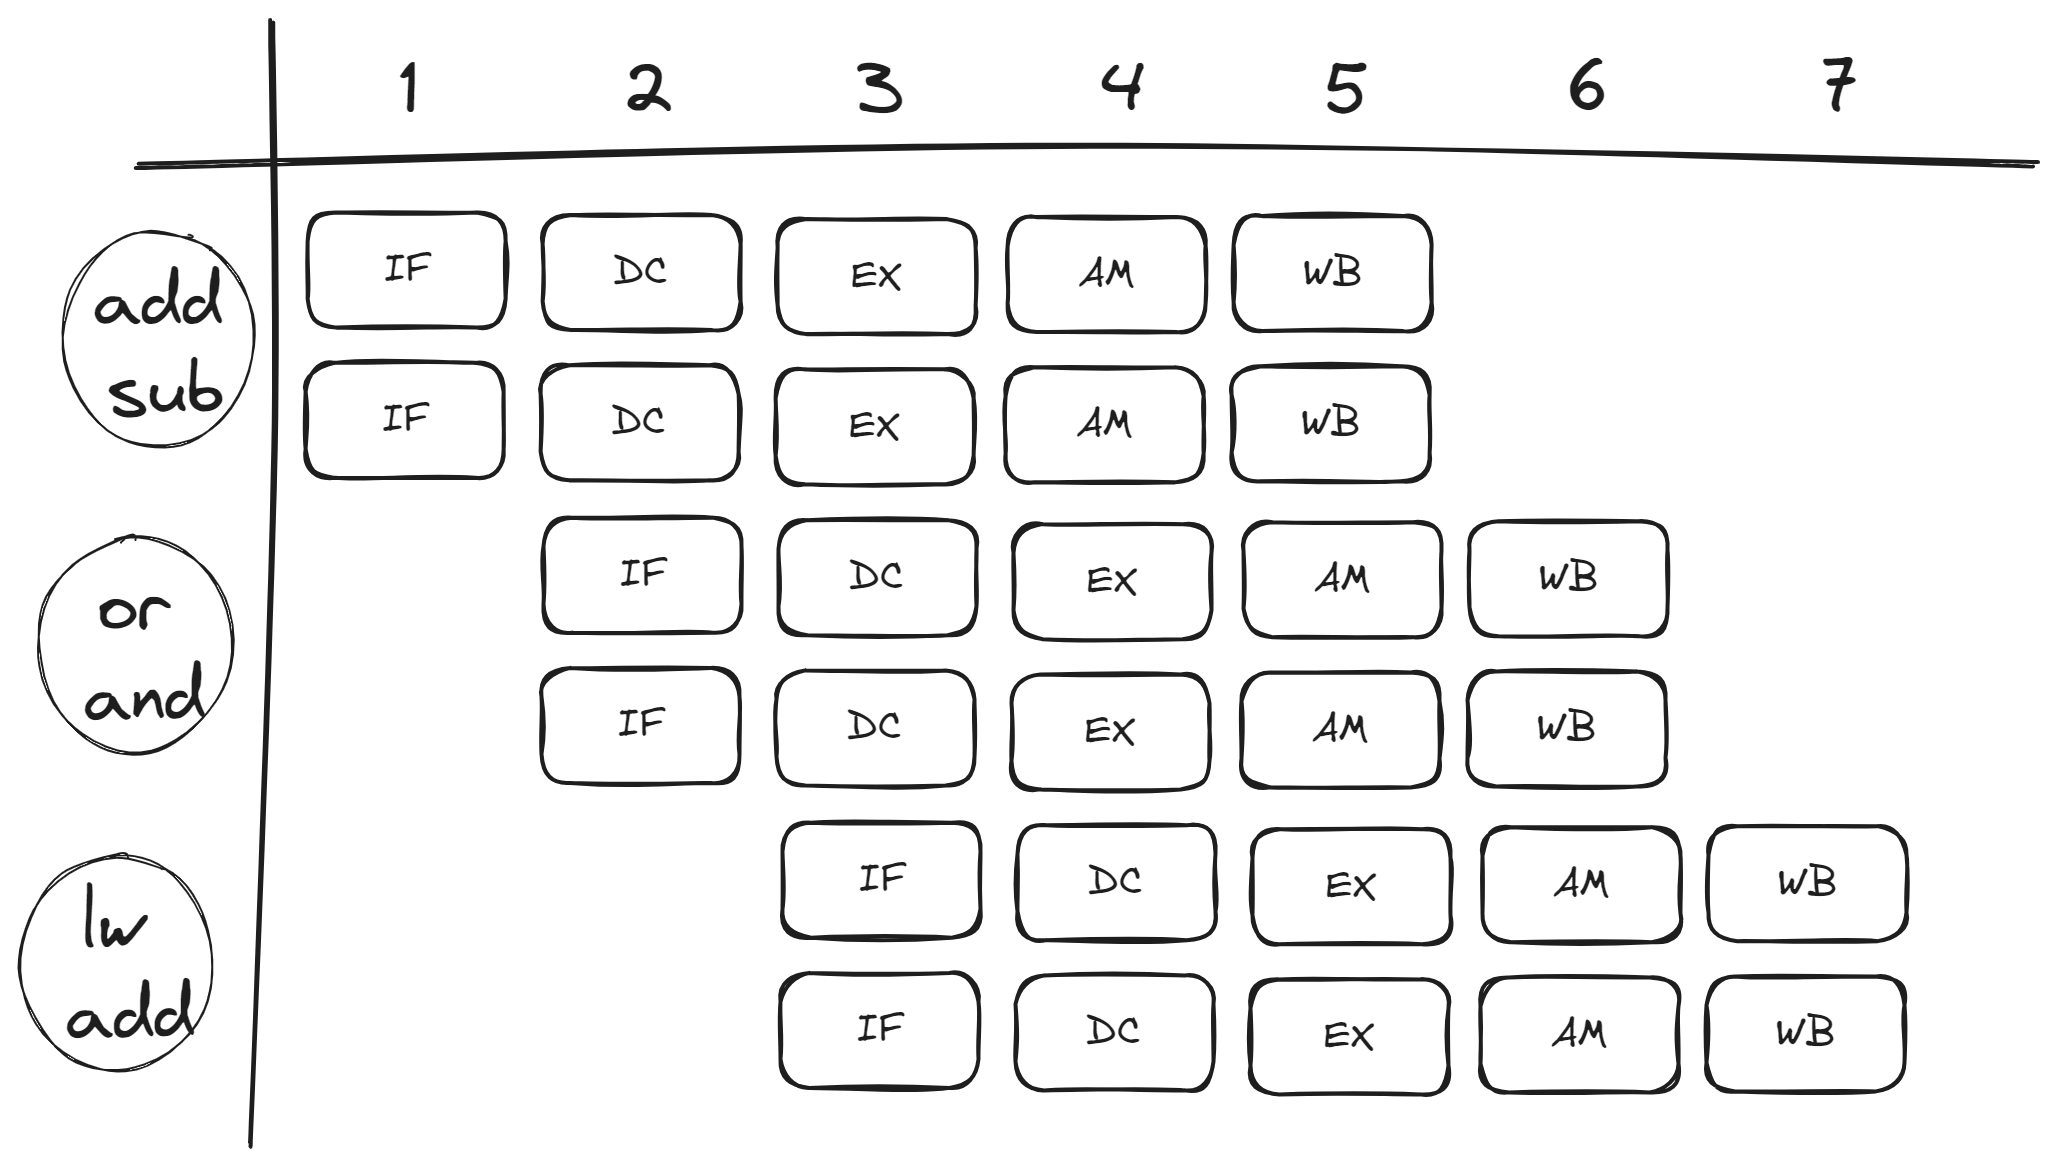 1 2 3 4 5 6 7
add IF DC EX AM WB
sub IF DC EX AM WB
or IF DC EX AM WB
and IF DC EX AM WB
lw IF DC EX AM WB
add IF DC EX AM WB